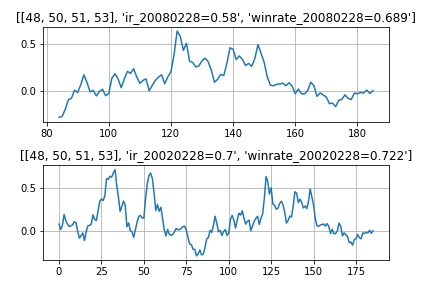 [[48, 50, 51, 53], 'ir_20080228=0.58', 'winrate_20080228=0.689']
0.5
0.0
80 100 120 140 160 180
[[48, 50, 51, 53], 'ir_20020228=0.7', 'winrate_20020228=0.722']
0.5
0.0
0 25 50 75 100 125 150 175